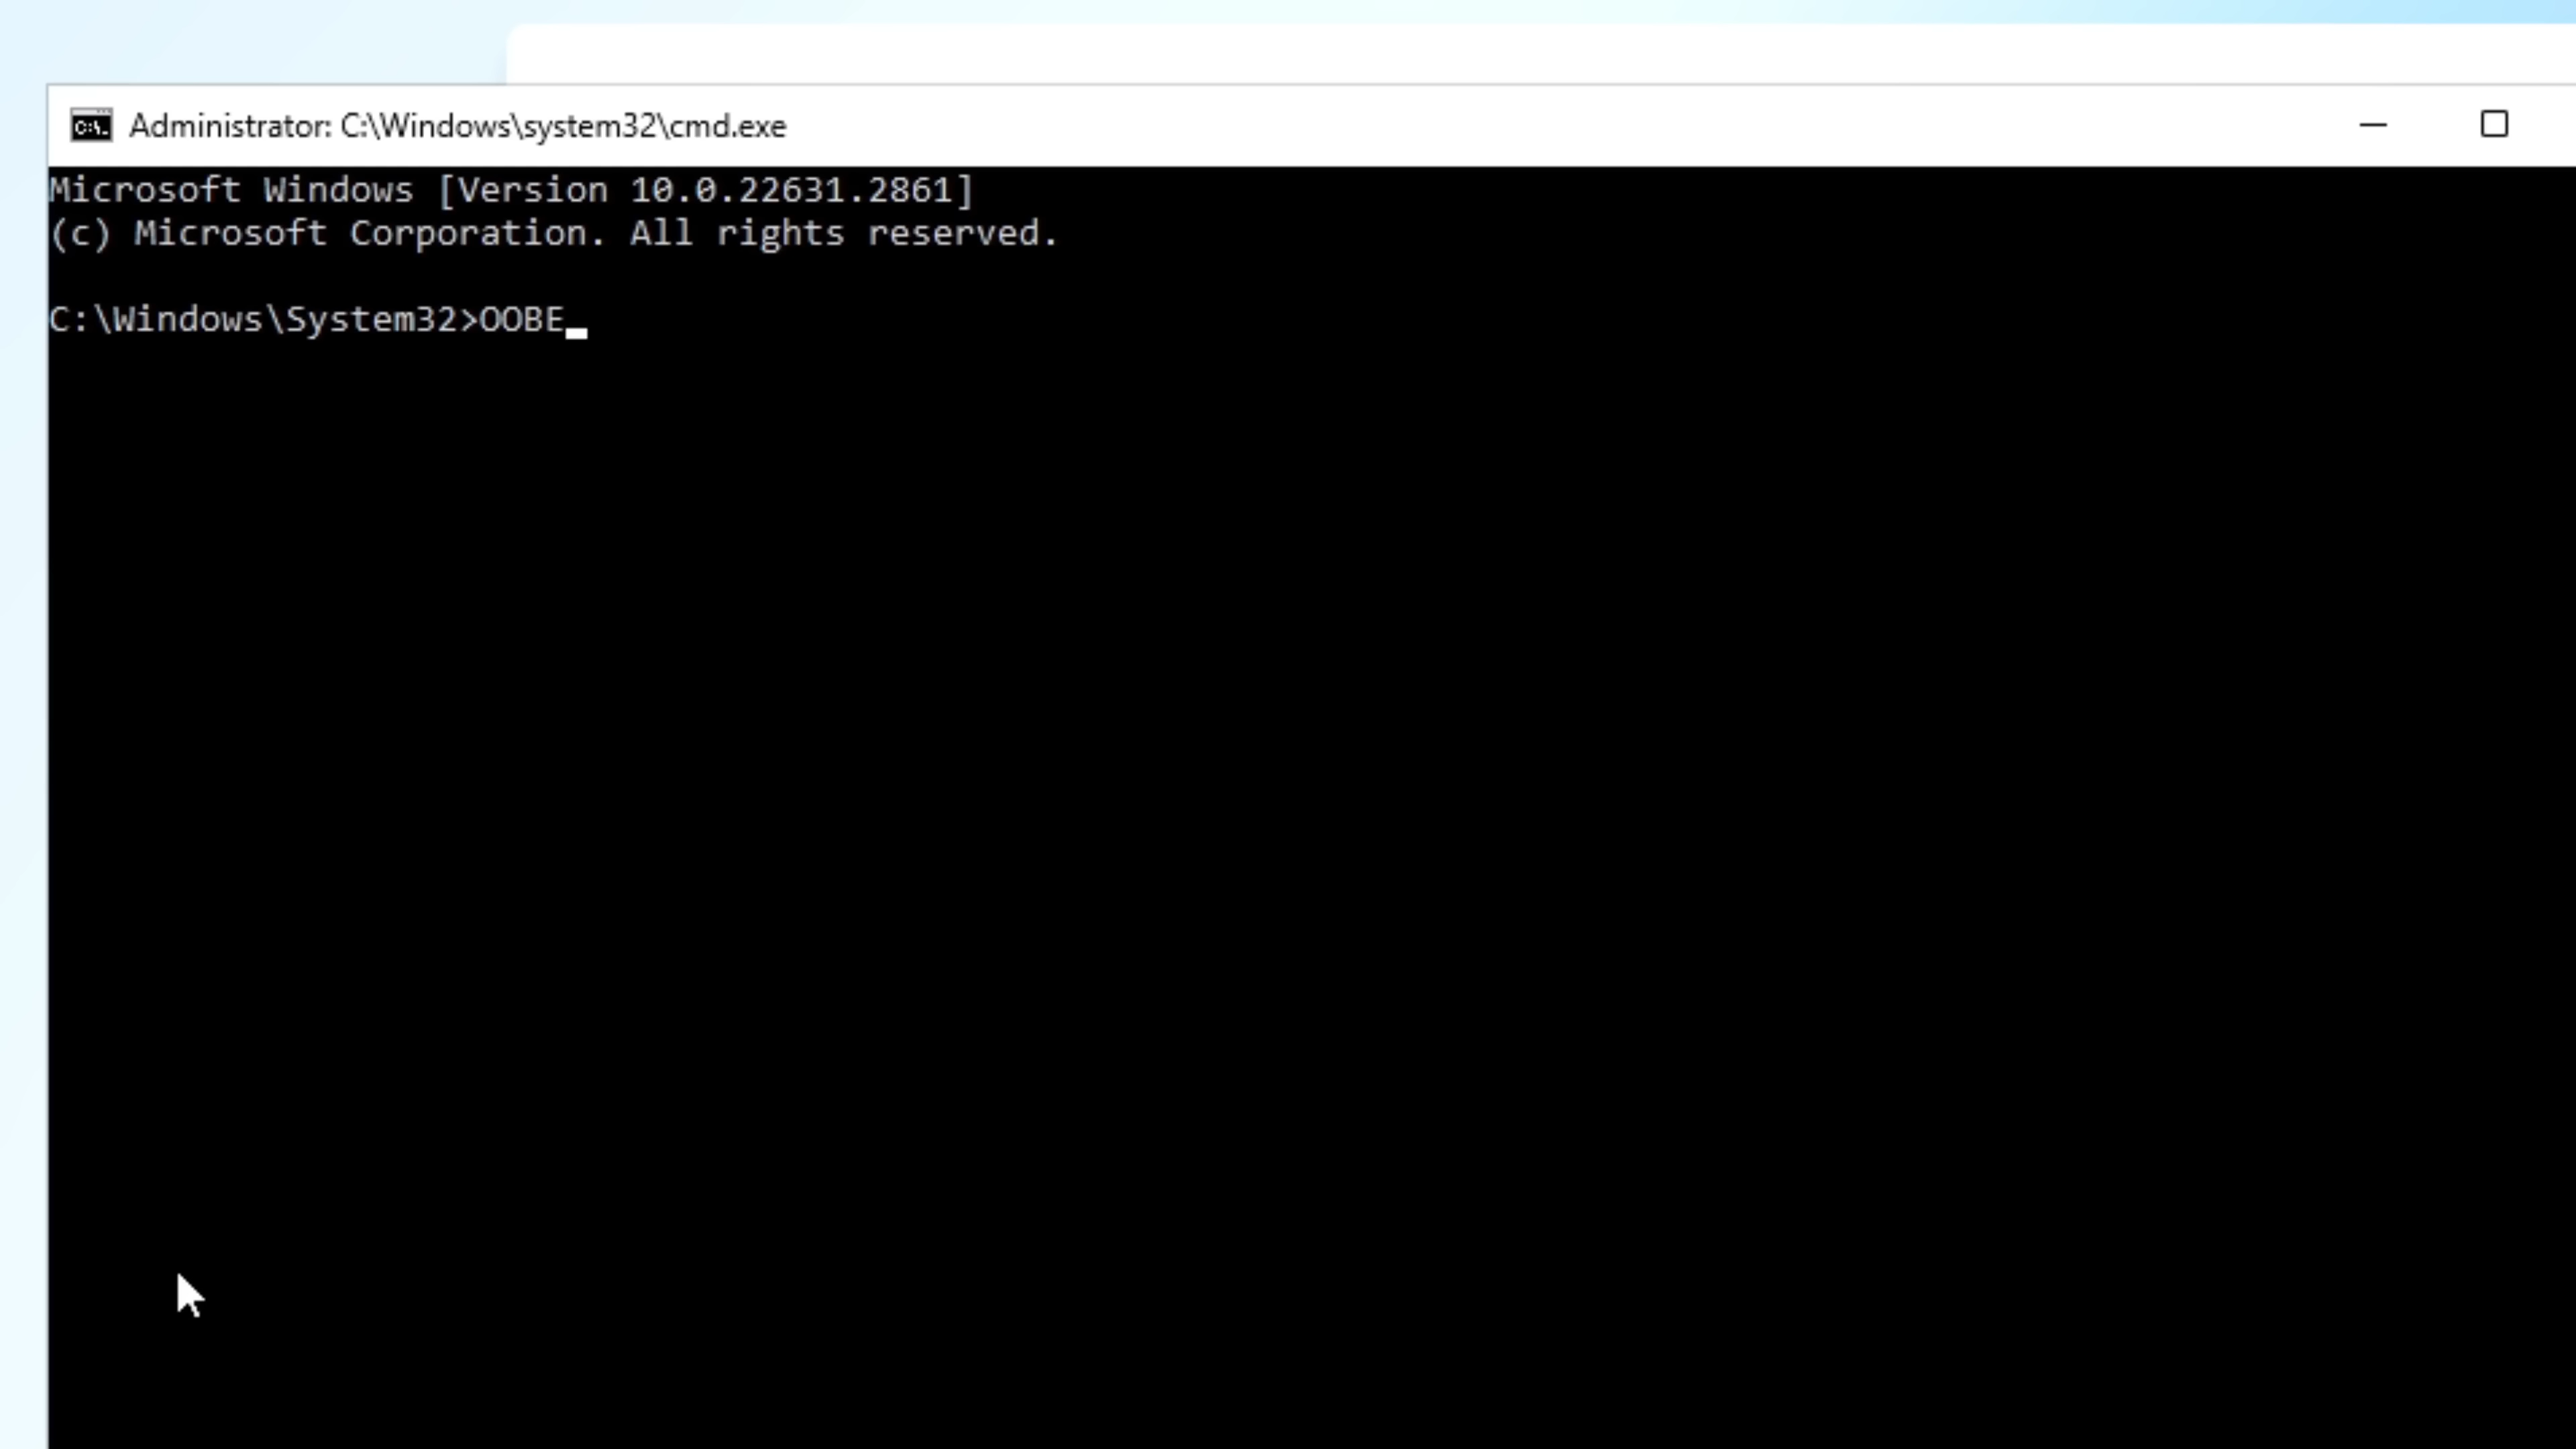 Administrator: C:\Windows\system32\cmd.exe
Microsoft Windows [Version 10.0.22631.2861]
(c) Microsoft Corporation. All rights reserved.
C:\Windows\System32>OOBE